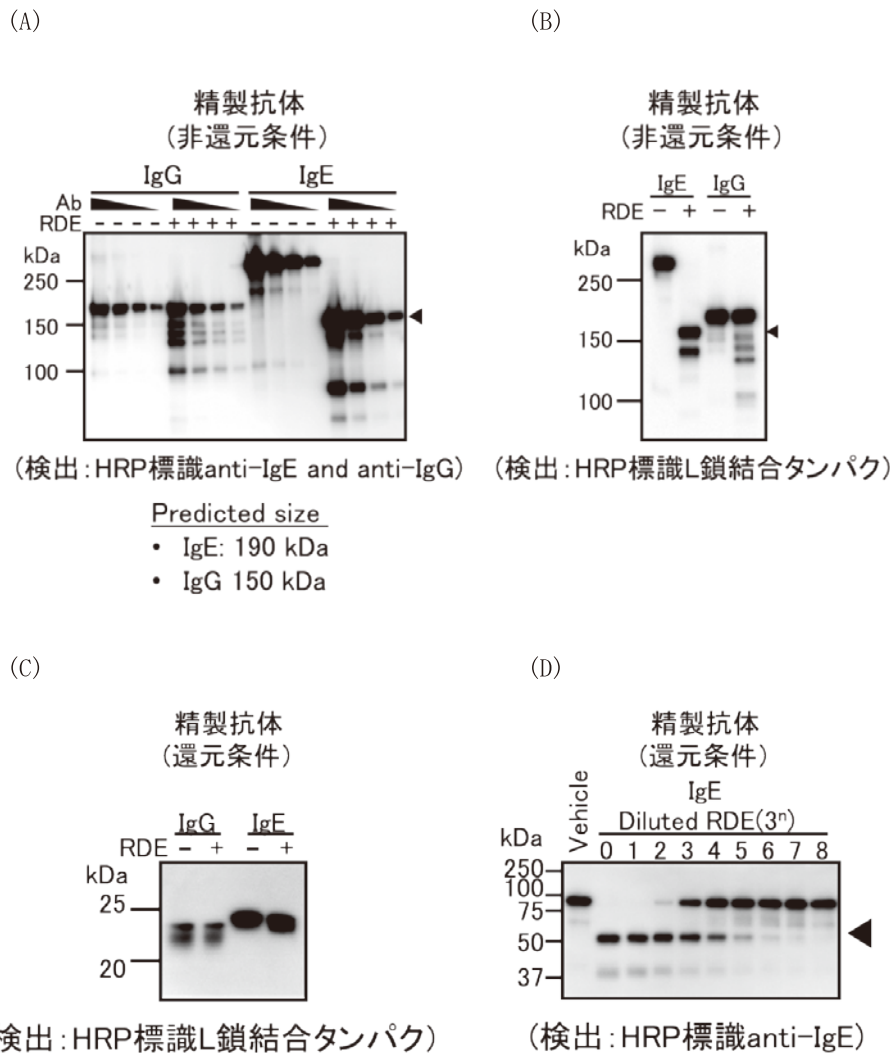 (A)
精製抗体
(非還元条件)
IgG IgE
Ab
RDE - - - - + + + + - - - - + + + +
kDa
250
150
100
(検出:HRP標識anti-IgE and anti-IgG)
Predicted size
• IgE: 190 kDa
• IgG 150 kDa
(B)
精製抗体
(非還元条件)
IgE IgG
RDE - + - +
kDa
250
150
100
(検出:HRP標識L鎖結合タンパク)
(C)
精製抗体
(還元条件)
IgG IgE
RDE - + - +
kDa
25
20
検出:HRP標識L鎖結合タンパク)
(D)
精製抗体
(還元条件)
Vehicle
IgE
Diluted RDE(3ⁿ)
kDa 0 1 2 3 4 5 6 7 8
250
100
75
50
37
(検出:HRP標識anti-IgE)